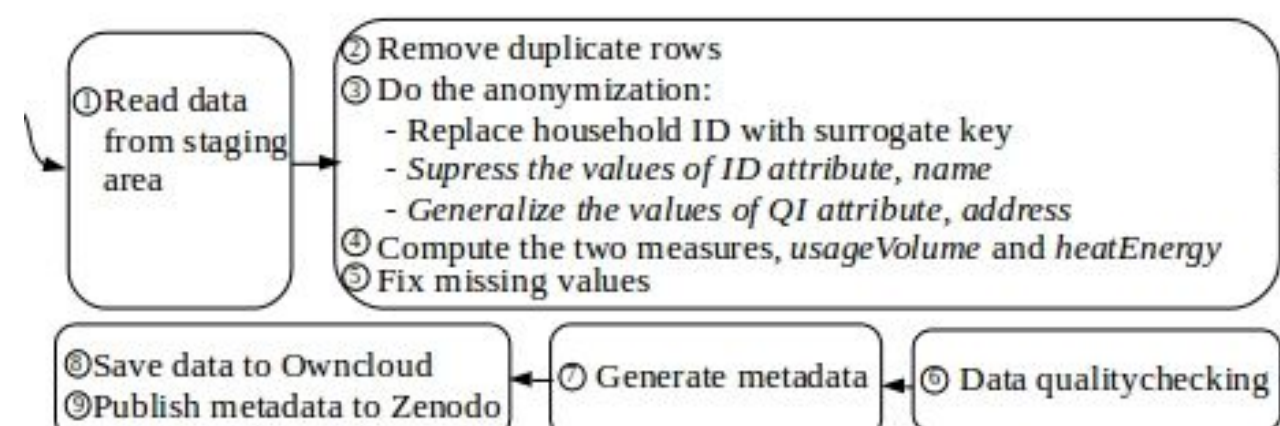 ①Read data
from staging
area
② Remove duplicate rows
③ Do the anonymization:
- Replace household ID with surrogate key
- Supress the values of ID attribute, name
- Generalize the values of QI attribute, address
④ Compute the two measures, usageVolume and heatEnergy
⑤ Fix missing values
⑥ Data qualitychecking
⑦ Generate metadata
⑧Save data to Owncloud
⑨Publish metadata to Zenodo